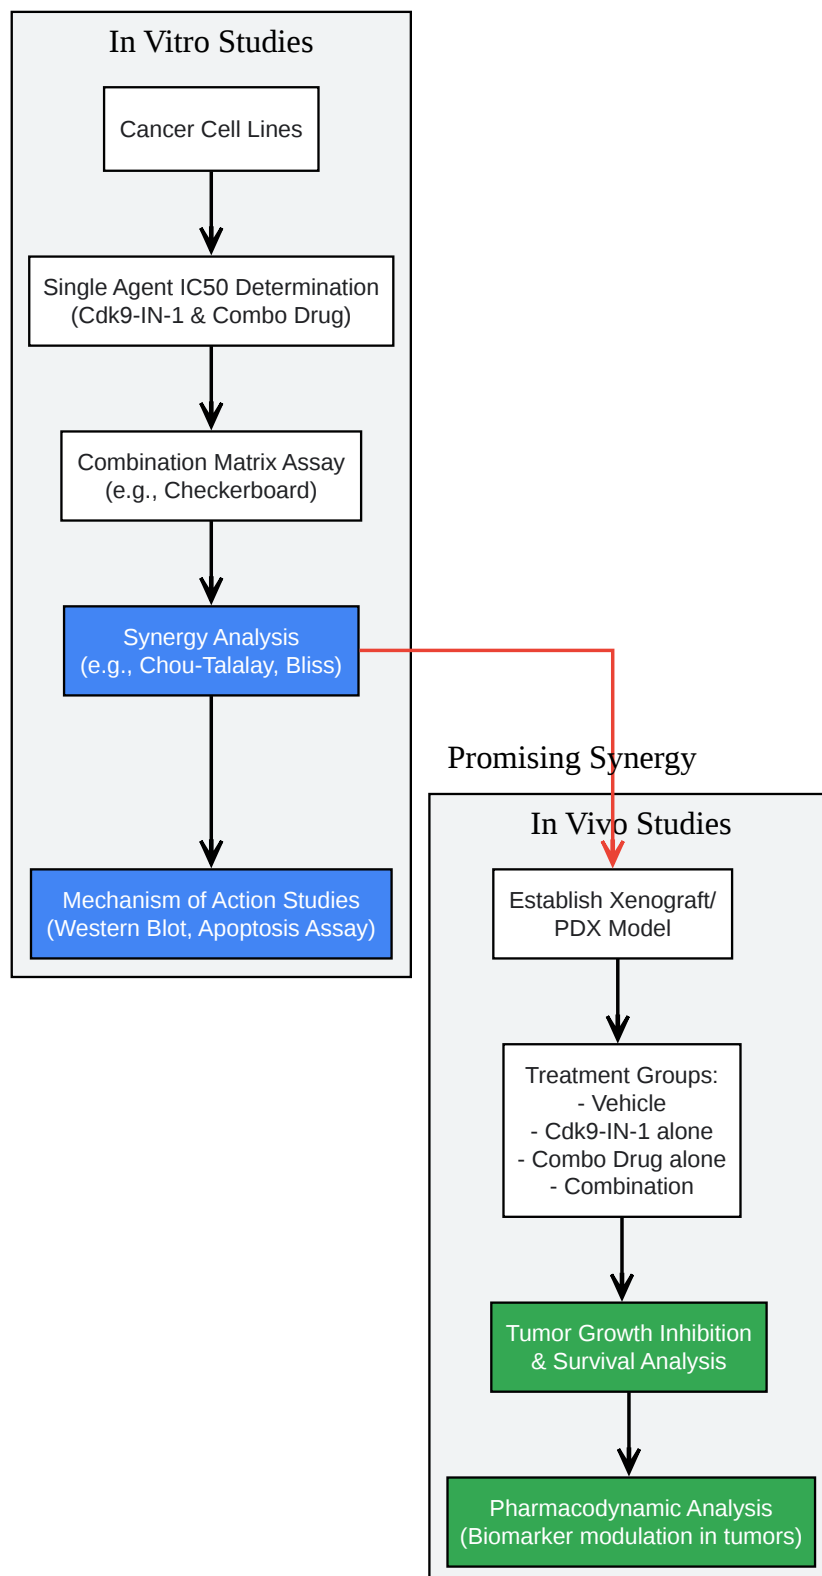 In Vitro Studies
Cancer Cell Lines
Single Agent IC50 Determination
(Cdk9-IN-1 & Combo Drug)
Combination Matrix Assay
(e.g., Checkerboard)
Synergy Analysis
(e.g., Chou-Talalay, Bliss)
Mechanism of Action Studies
(Western Blot, Apoptosis Assay)
Promising Synergy
In Vivo Studies
Establish Xenograft/
PDX Model
Treatment Groups:
- Vehicle
- Cdk9-IN-1 alone
- Combo Drug alone
- Combination
Tumor Growth Inhibition
& Survival Analysis
Pharmacodynamic Analysis
(Biomarker modulation in tumors)